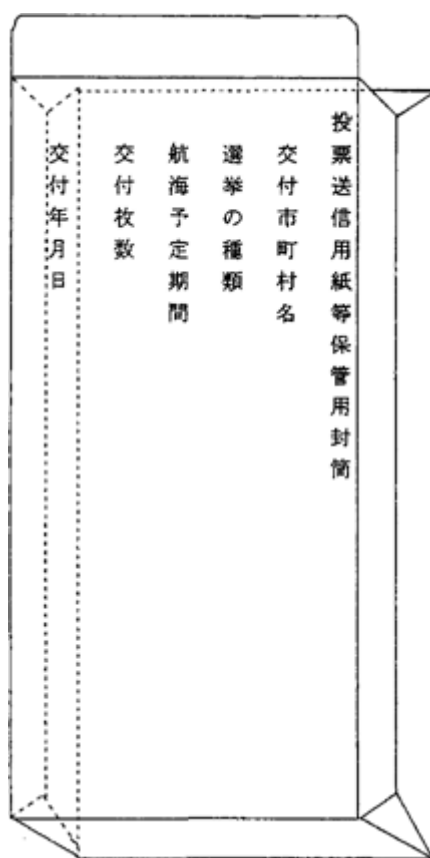 投票送信用紙等保管用封筒
交付市町村名
選挙の種類
航海予定期間
交付枚数
交付年月日